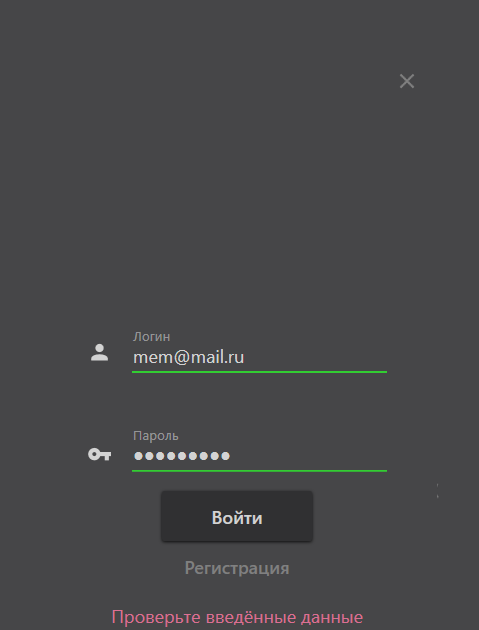 Логин
mem@mail.ru
Пароль
●●●●●●●●●
Войти
Регистрация
Проверьте введённые данные